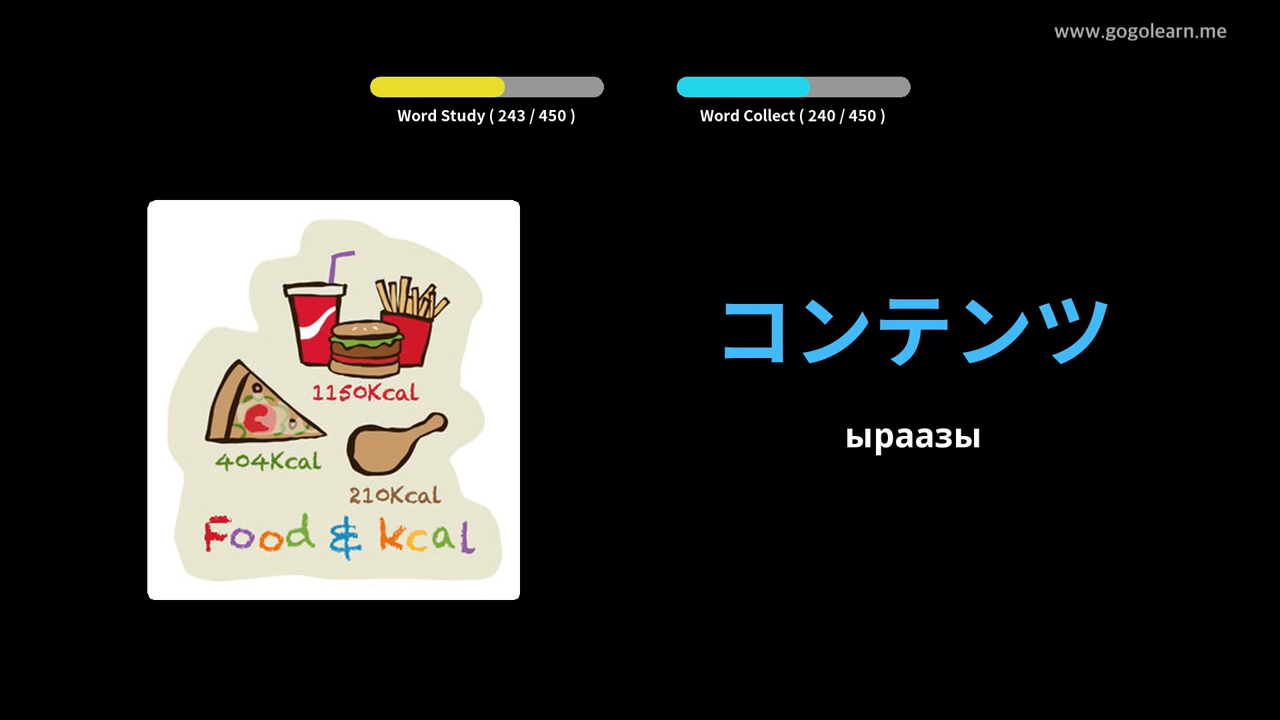 www.gogolearn.me
Word Study ( 243 / 450 )
Word Collect ( 240 / 450 )
1150Kcal
404Kcal
210Kcal
Food & kcal
コンテンツ
ыраазы